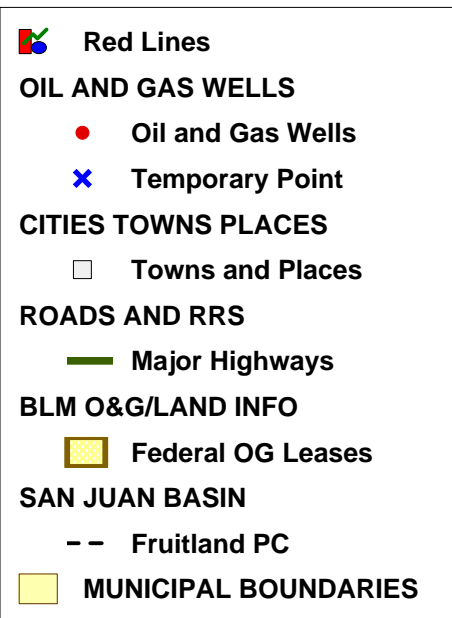 Red Lines
OIL AND GAS WELLS
Oil and Gas Wells
Temporary Point
CITIES TOWNS PLACES
Towns and Places
ROADS AND RRS
Major Highways
BLM O&G/LAND INFO
Federal OG Leases
SAN JUAN BASIN
Fruitland PC
MUNICIPAL BOUNDARIES